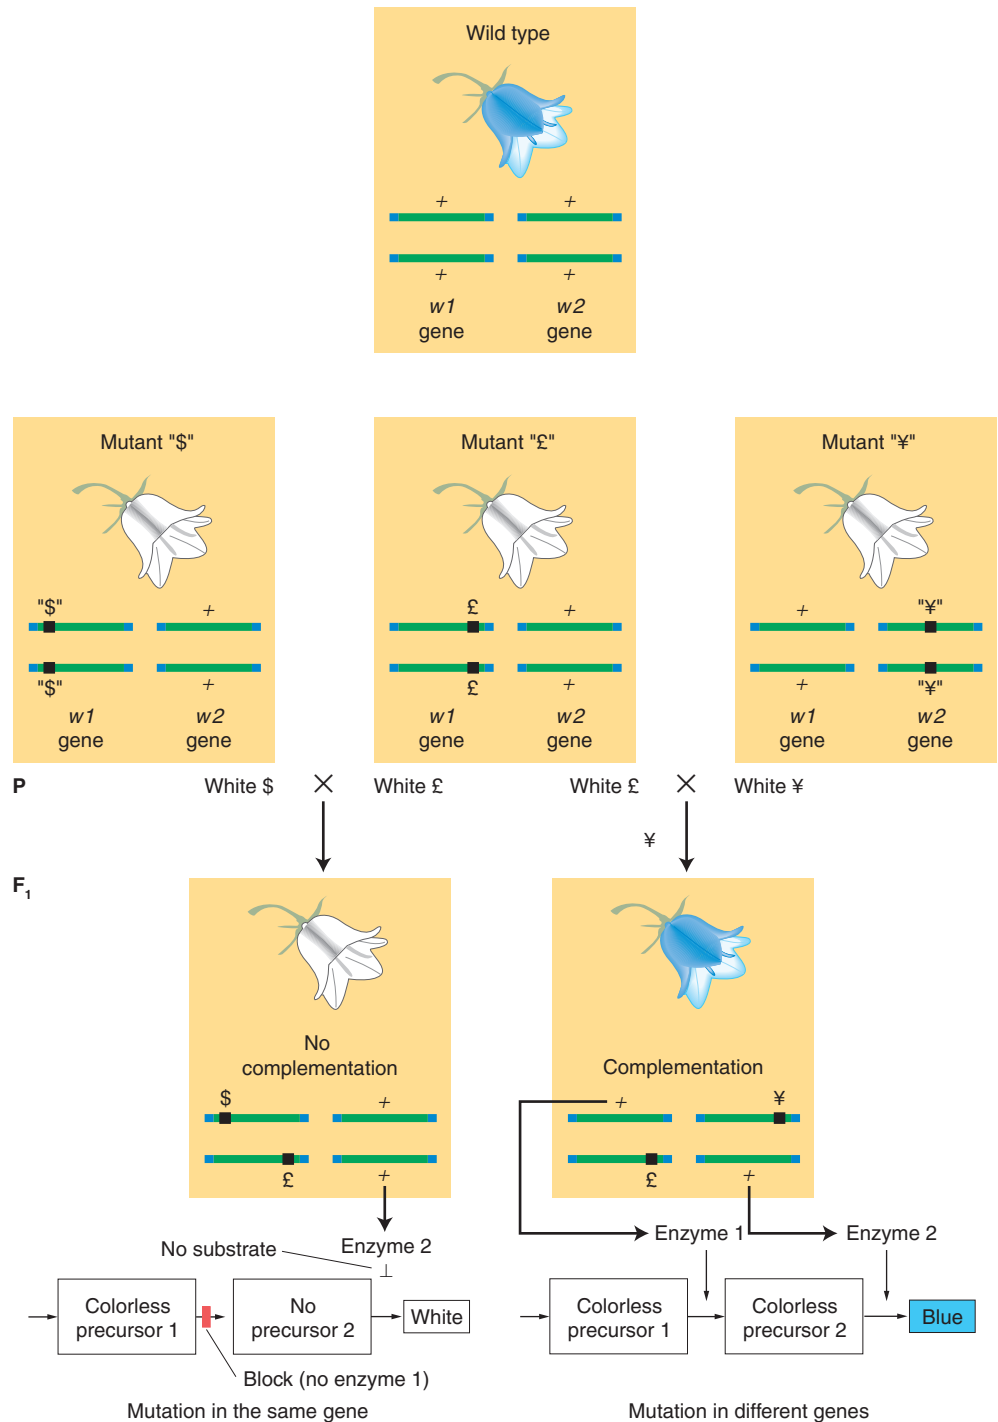 Wild type
+ +
+ +
w1 w2
gene gene
Mutant "$" Mutant "£" Mutant "¥"
"$" + £ + + "¥"
"$" + £ + + "¥"
w1 w2 w1 w2 w1 w2
gene gene gene gene gene gene
P White $ × White £ White £ × White ¥
¥
F1
No
complementation
Complementation
$ + + ¥
£ + £ +
No substrate Enzyme 2 Enzyme 1 Enzyme 2
Colorless No Colorless Colorless
precursor 1 precursor 2 White precursor 1 precursor 2 Blue
Block (no enzyme 1)
Mutation in the same gene Mutation in different genes